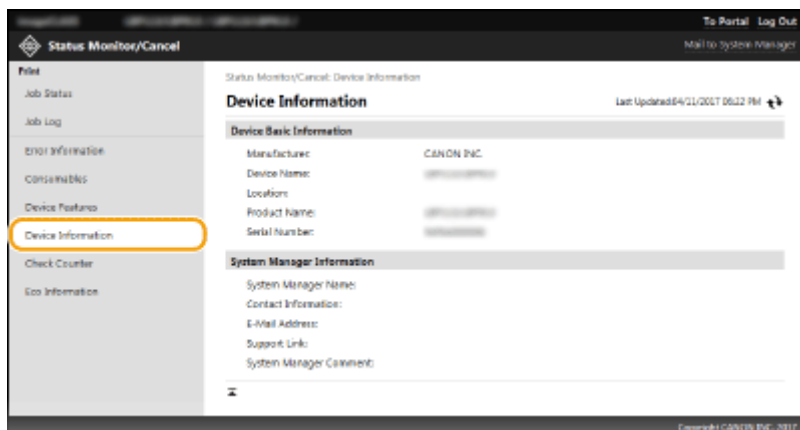 To Portal Log Out
Status Monitor/Cancel
Mail to System Manager
Print
Job Status
Job Log
Error Information
Consumables
Device Features
Device Information
Check Counter
Eco Information
Status Monitor/Cancel: Device Information
Device Information
Last Updated:04/11/2017 06:22 PM
Device Basic Information
Manufacturer: CANON INC.
Device Name:
Location:
Product Name:
Serial Number:
System Manager Information
System Manager Name:
Contact Information:
E-Mail Address:
Support Link:
System Manager Comment:
Copyright CANON INC. 2017